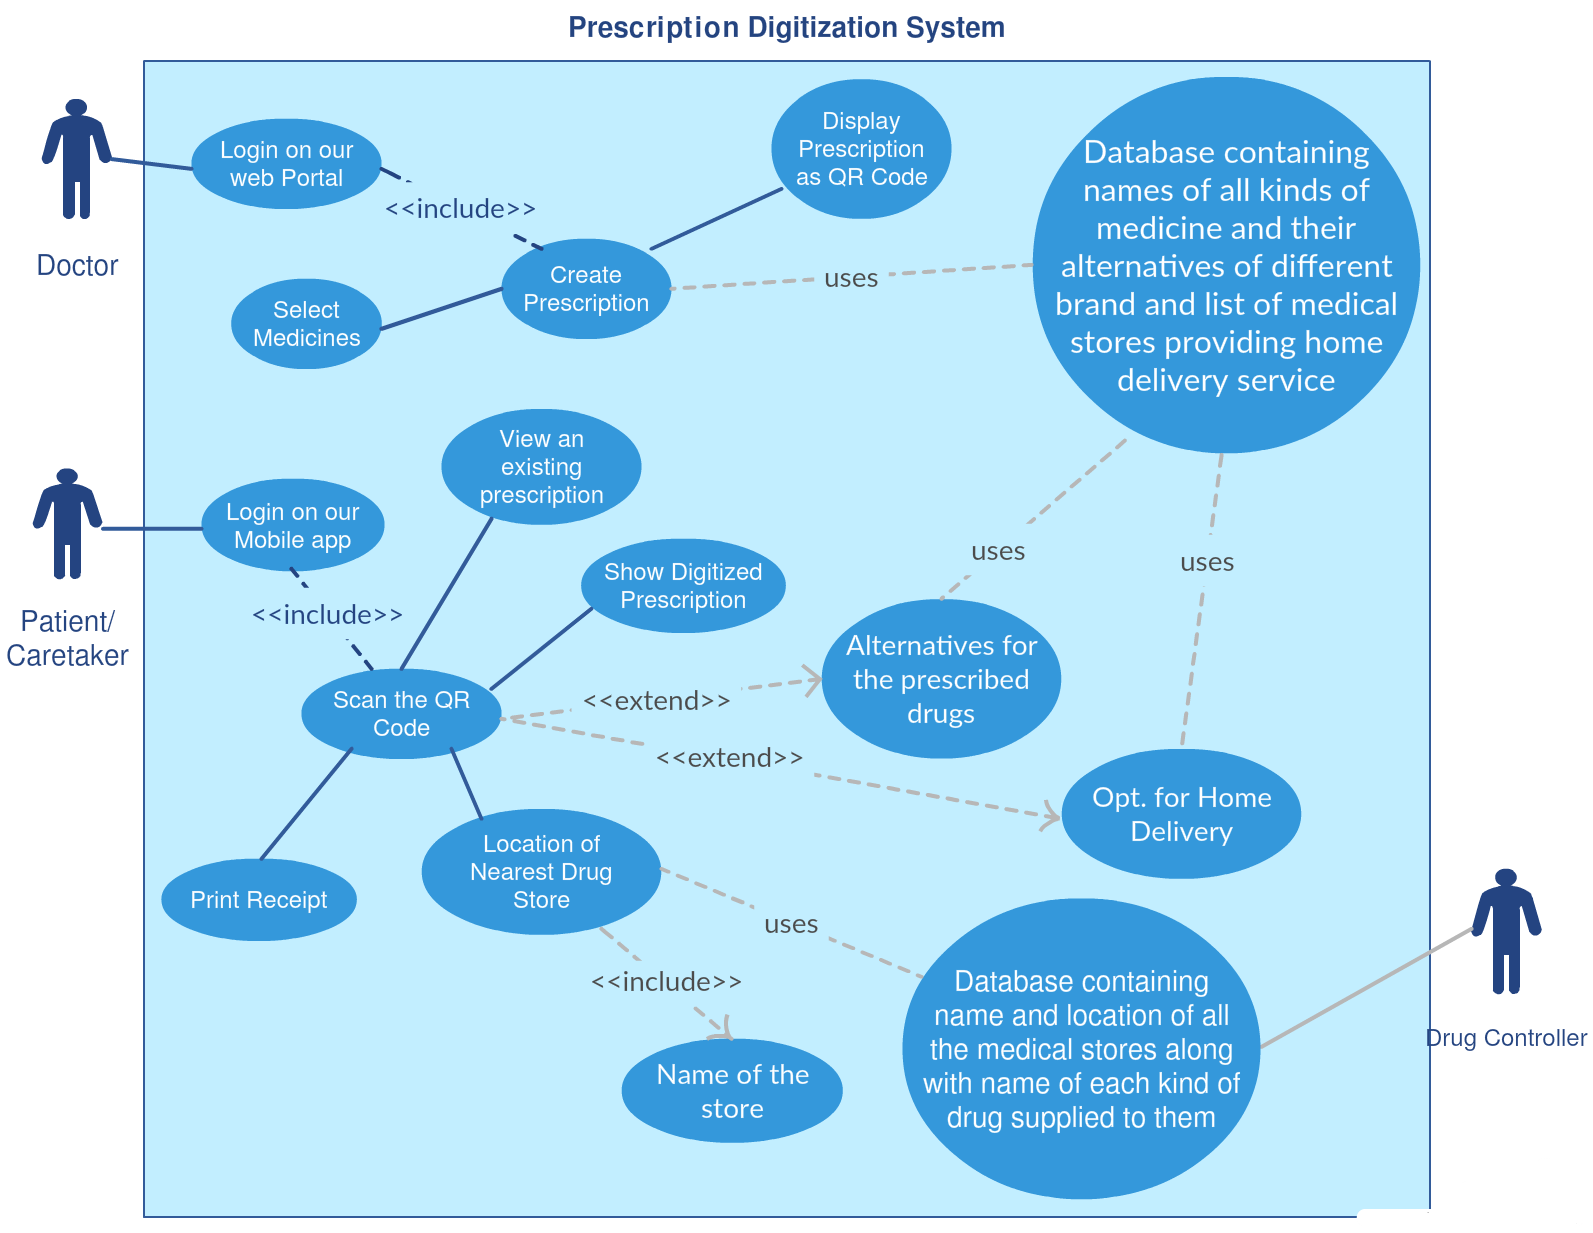 Prescription Digitization System
Doctor
Login on our
web Portal
<<include>>
Display
Prescription
as QR Code
Create
Prescription
Select
Medicines
uses
Database containing
names of all kinds of
medicine and their
alternatives of different
brand and list of medical
stores providing home
delivery service
Patient/
Caretaker
Login on our
Mobile app
View an
existing
prescription
<<include>>
Show Digitized
Prescription
uses
uses
Scan the QR
Code
<<extend>>
<<extend>>
Alternatives for
the prescribed
drugs
Opt. for Home
Delivery
Print Receipt
Location of
Nearest Drug
Store
uses
<<include>>
Name of the
store
Database containing
name and location of all
the medical stores along
with name of each kind of
drug supplied to them
Drug Controller